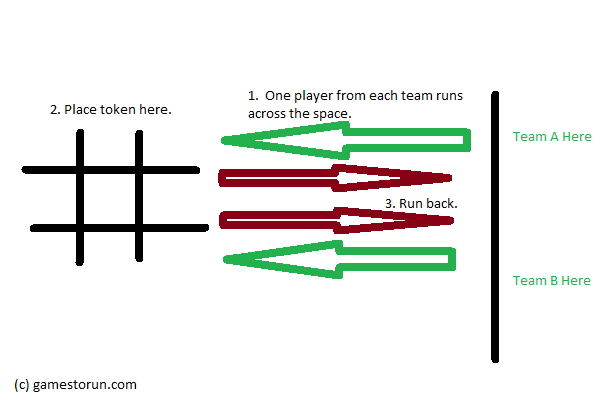 1.  One player from each team runs
across the space.
2. Place token here.
Team A Here
3. Run back.
Team B Here
(c) gamestorun.com